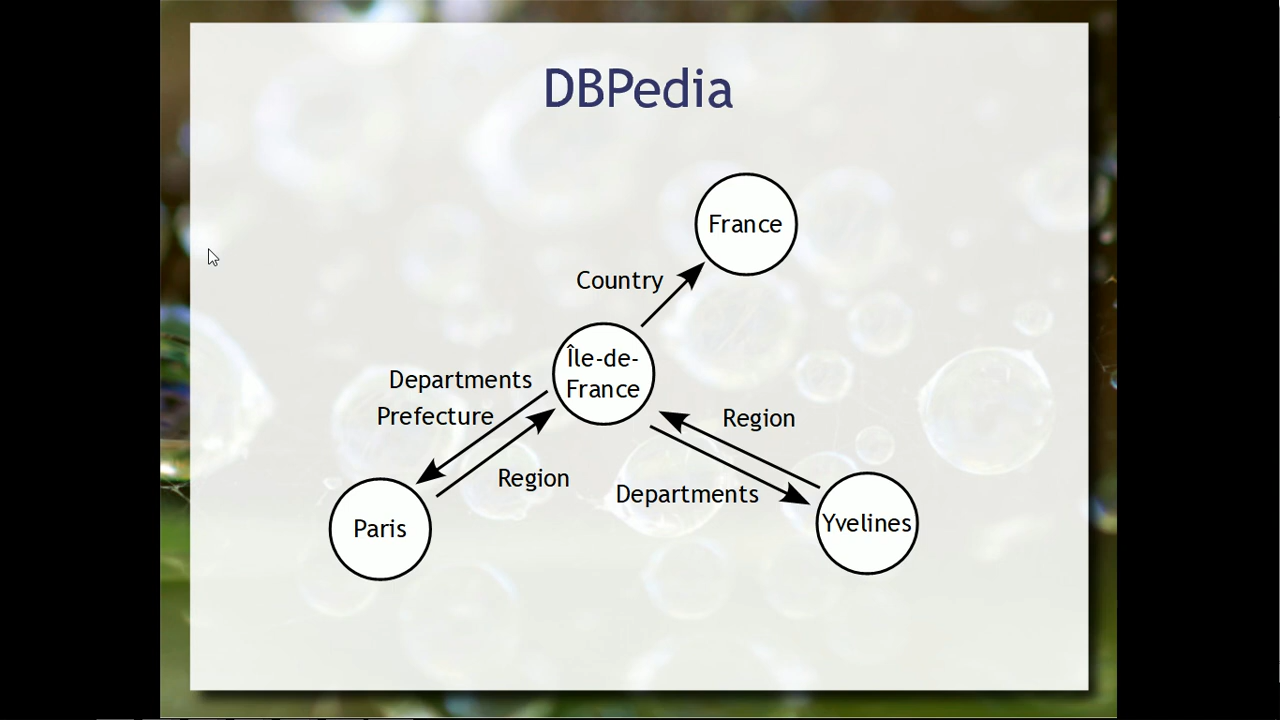 DBPedia
France
Country
Île-de-
France
Departments
Prefecture
Region
Region
Departments
Paris
Yvelines